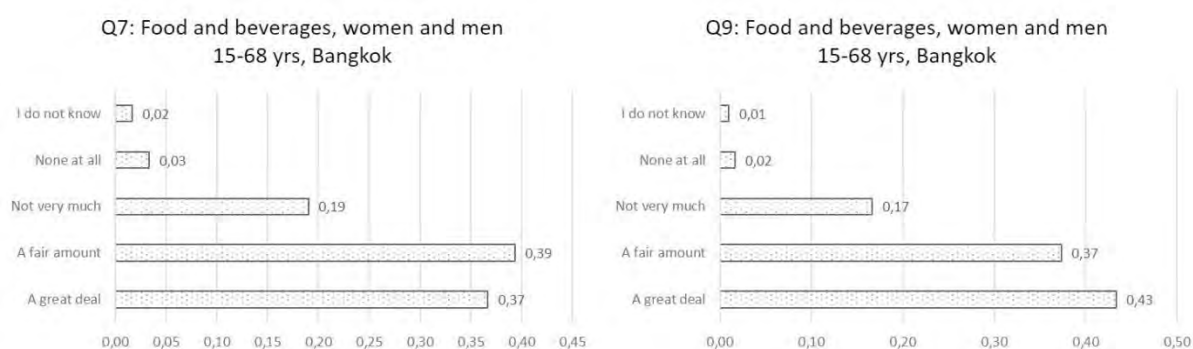 Q7: Food and beverages, women and men
15-68 yrs, Bangkok
I do not know
0,02
None at all
0,03
Not very much
0,19
A fair amount
0,39
A great deal
0,37
0,00 0,05 0,10 0,15 0,20 0,25 0,30 0,35 0,40 0,45
Q9: Food and beverages, women and men
15-68 yrs, Bangkok
I do not know
0,01
None at all
0,02
Not very much
0,17
A fair amount
0,37
A great deal
0,43
0,00 0,10 0,20 0,30 0,40 0,50